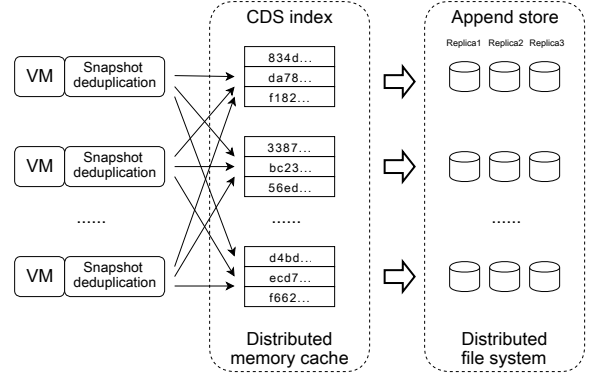 CDS index
Append store
Replica1 Replica2 Replica3
VM Snapshot deduplication
834d...
da78...
f182...
VM Snapshot deduplication
3387...
bc23...
56ed...
......
......
......
VM Snapshot deduplication
d4bd...
ecd7...
f662...
Distributed memory cache
Distributed file system